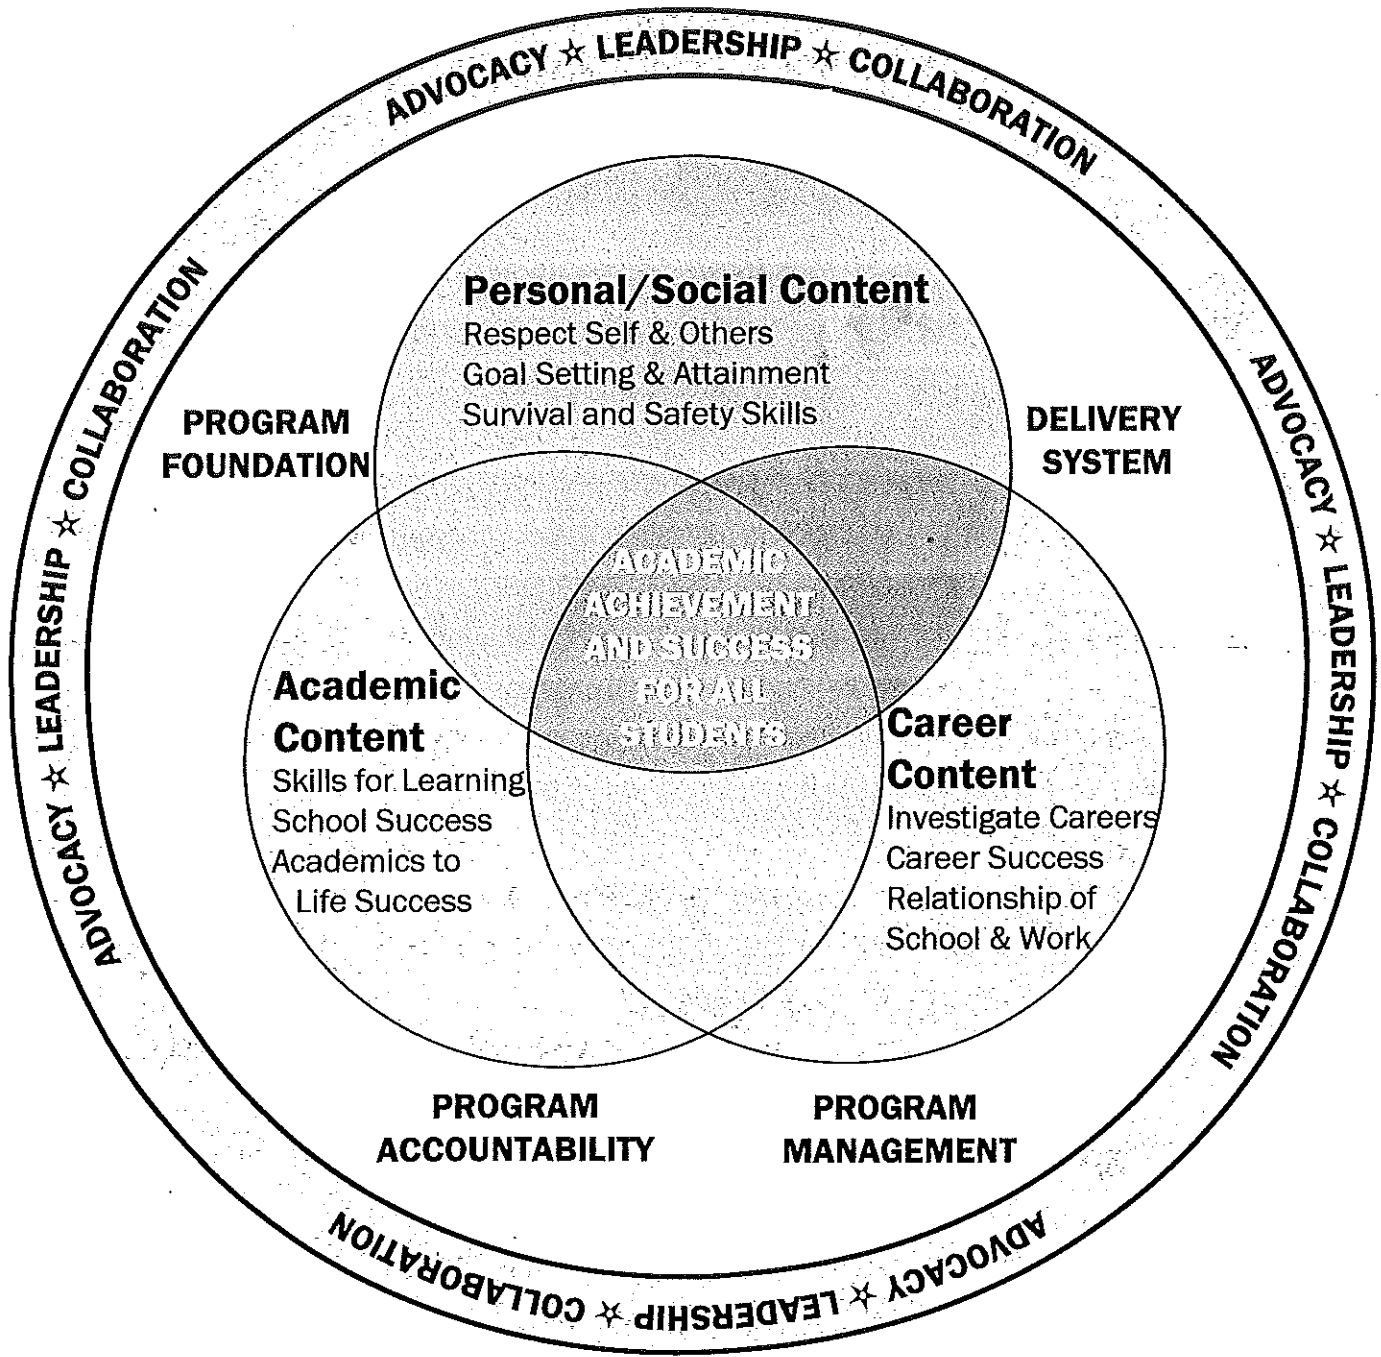 ADVOCACY ☆ LEADERSHIP ☆ COLLABORATION
ADVOCACY ☆ LEADERSHIP ☆ COLLABORATION
ADVOCACY ☆ LEADERSHIP ☆ COLLABORATION
ADVOCACY ☆ LEADERSHIP ☆ COLLABORATION
Personal/Social Content
Respect Self & Others
Goal Setting & Attainment
Survival and Safety Skills
PROGRAM
FOUNDATION
DELIVERY
SYSTEM
ACADEMIC
ACHIEVEMENT
AND SUCCESS
FOR ALL
STUDENTS
Academic
Content
Skills for Learning
School Success
Academics to
Life Success
Career
Content
Investigate Careers
Career Success
Relationship of
School & Work
PROGRAM
ACCOUNTABILITY
PROGRAM
MANAGEMENT